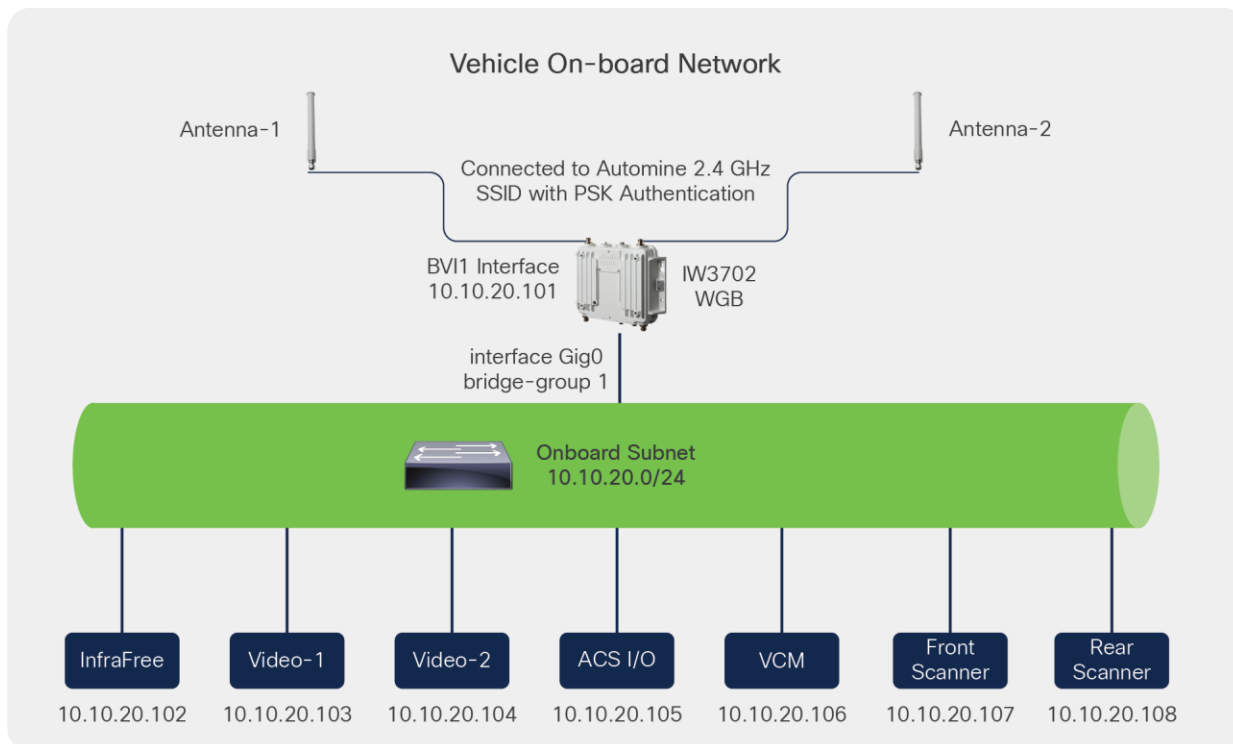 Vehicle On-board Network
Antenna-1
Antenna-2
Connected to Automine 2.4 GHz
SSID with PSK Authentication
BVI1 Interface
10.10.20.101
IW3702
WGB
interface Gig0
bridge-group 1
Onboard Subnet
10.10.20.0/24
InfraFree
Video-1
Video-2
ACS I/O
VCM
Front
Scanner
Rear
Scanner
10.10.20.102
10.10.20.103
10.10.20.104
10.10.20.105
10.10.20.106
10.10.20.107
10.10.20.108